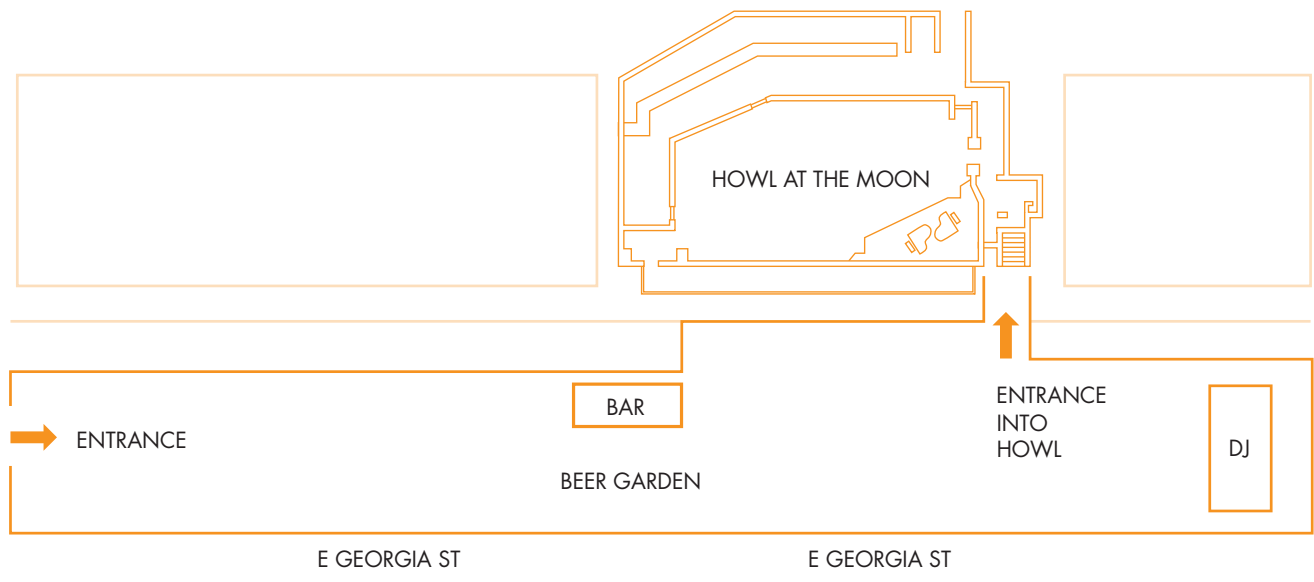 HOWL AT THE MOON
ENTRANCE
BAR
BEER GARDEN
ENTRANCE
INTO
HOWL
DJ
E GEORGIA ST
E GEORGIA ST